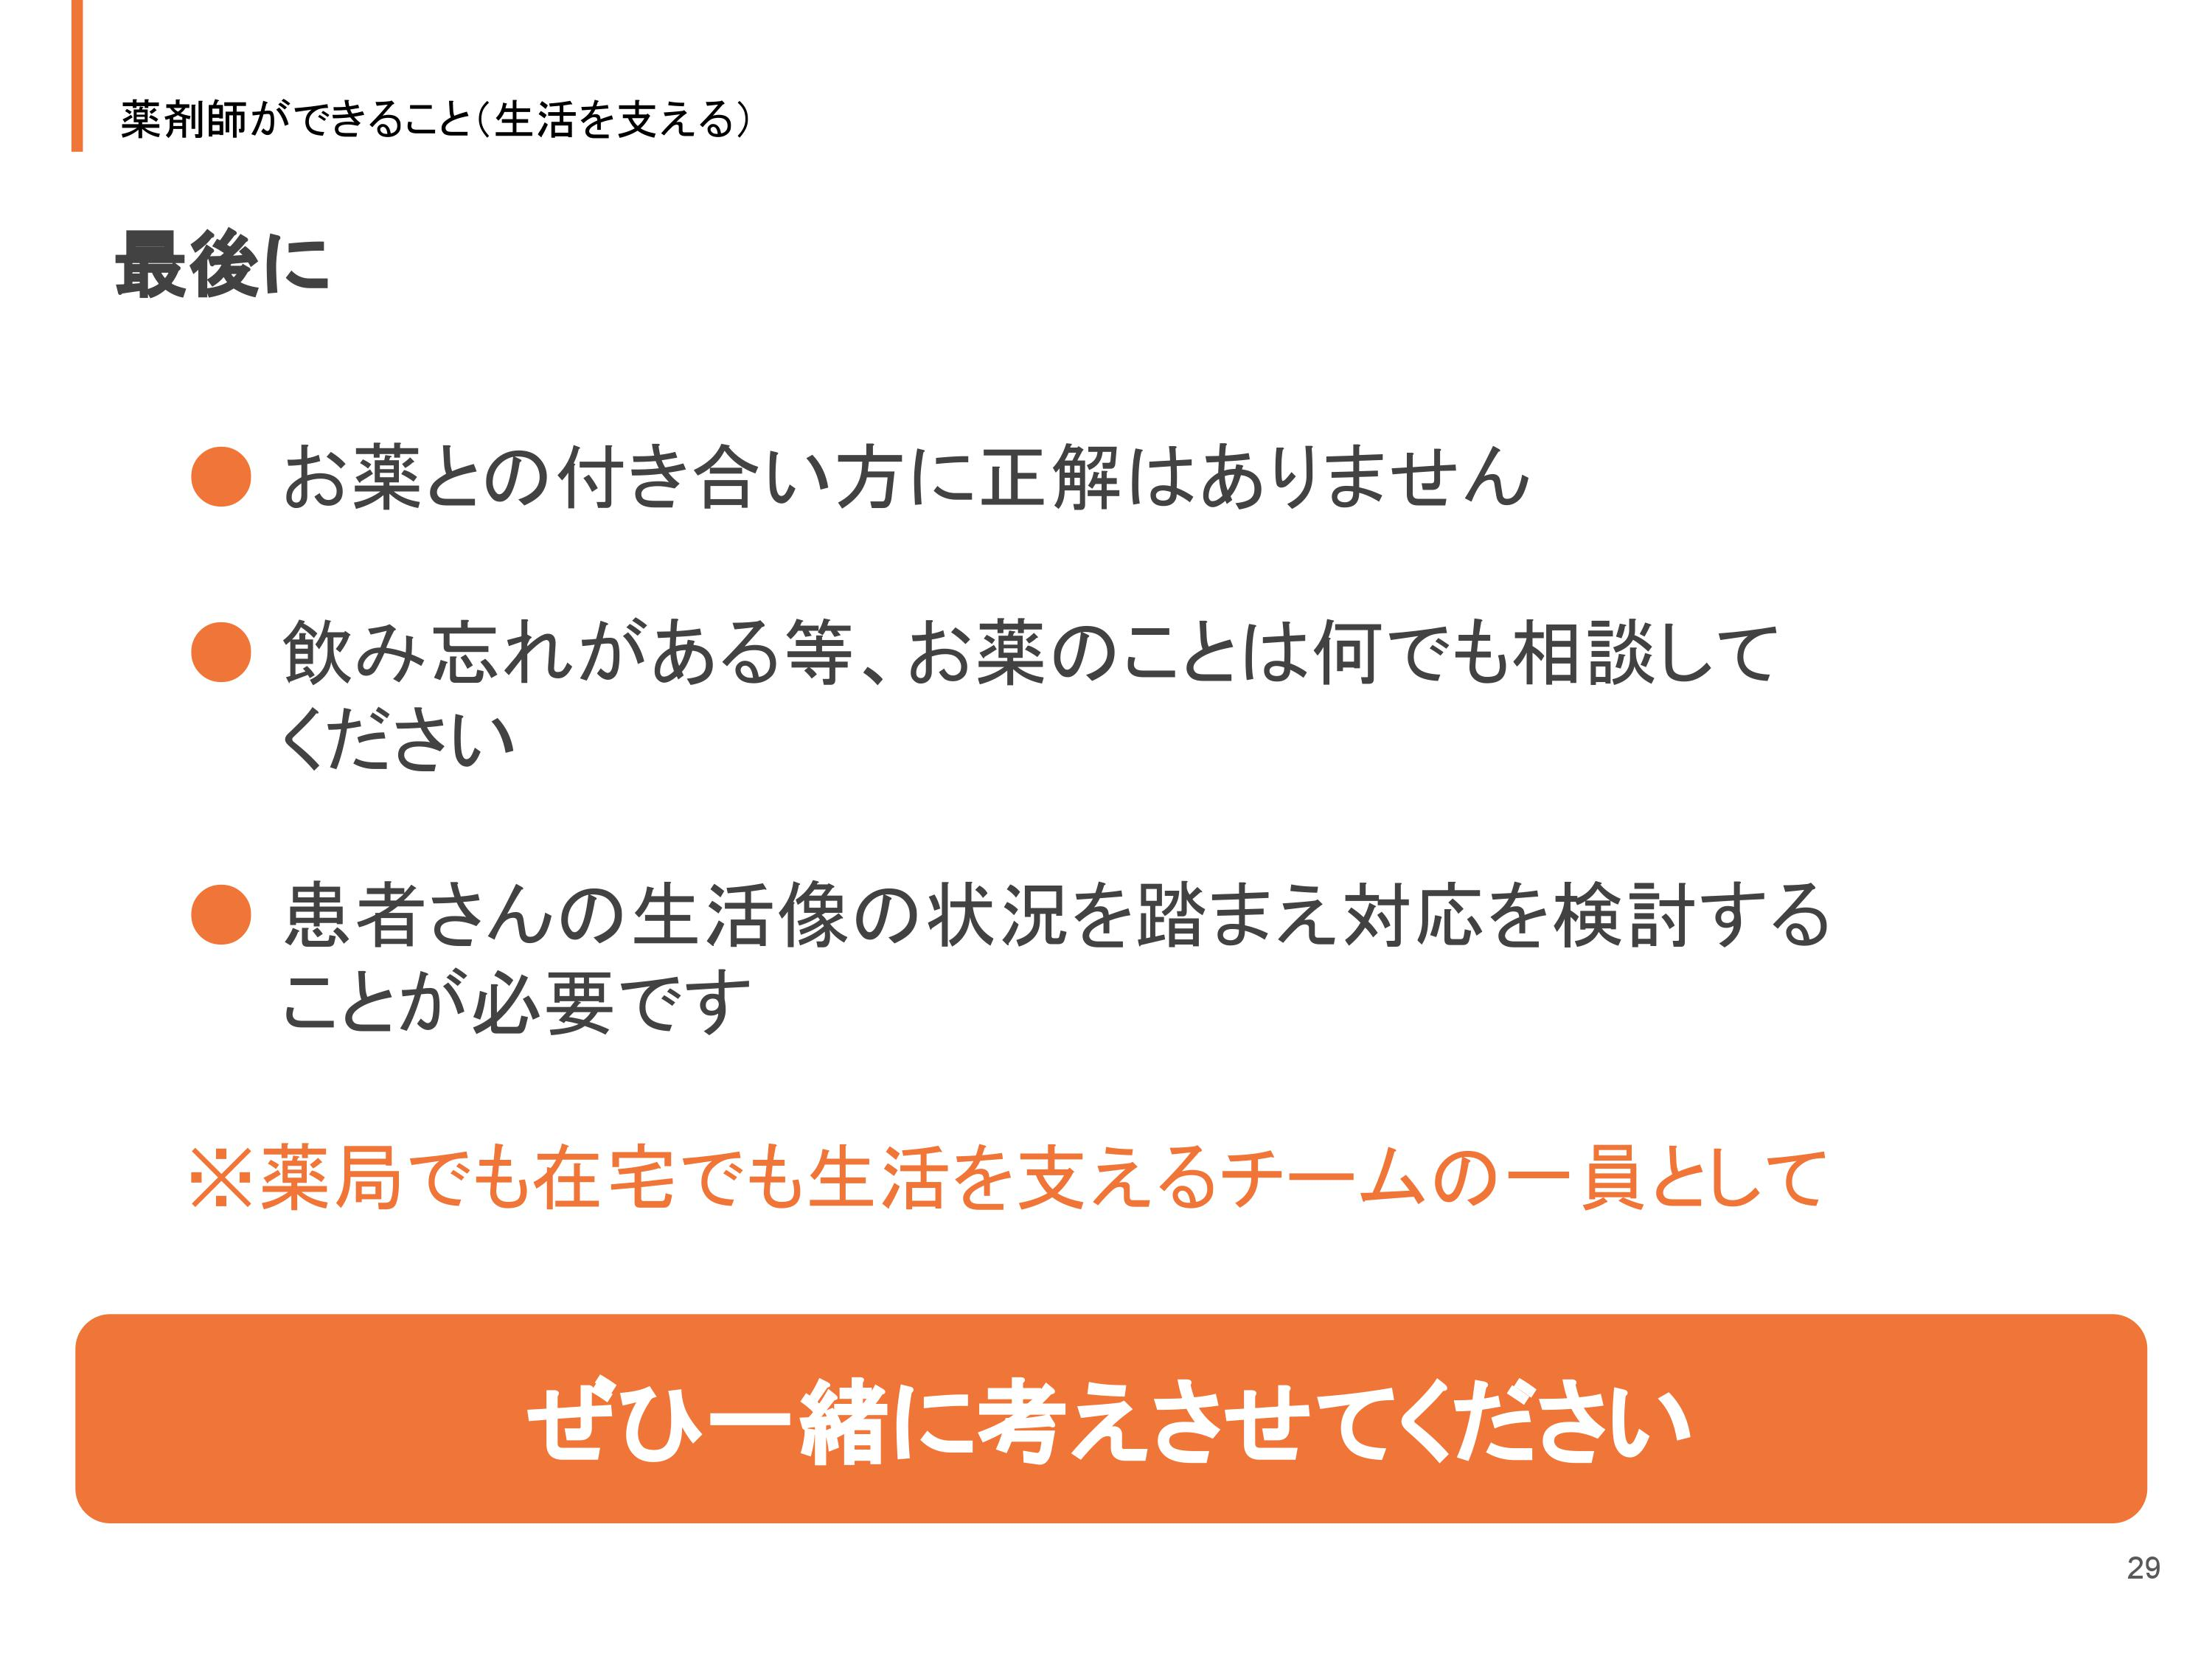 薬剤師ができること(生活を支える)
最後に
● お薬との付き合い方に正解はありません
● 飲み忘れがある等、お薬のことは何でも相談して
ください
● 患者さんの生活像の状況を踏まえ対応を検討する
ことが必要です
※薬局でも在宅でも生活を支えるチームの一員として
ぜひ一緒に考えさせてください
29